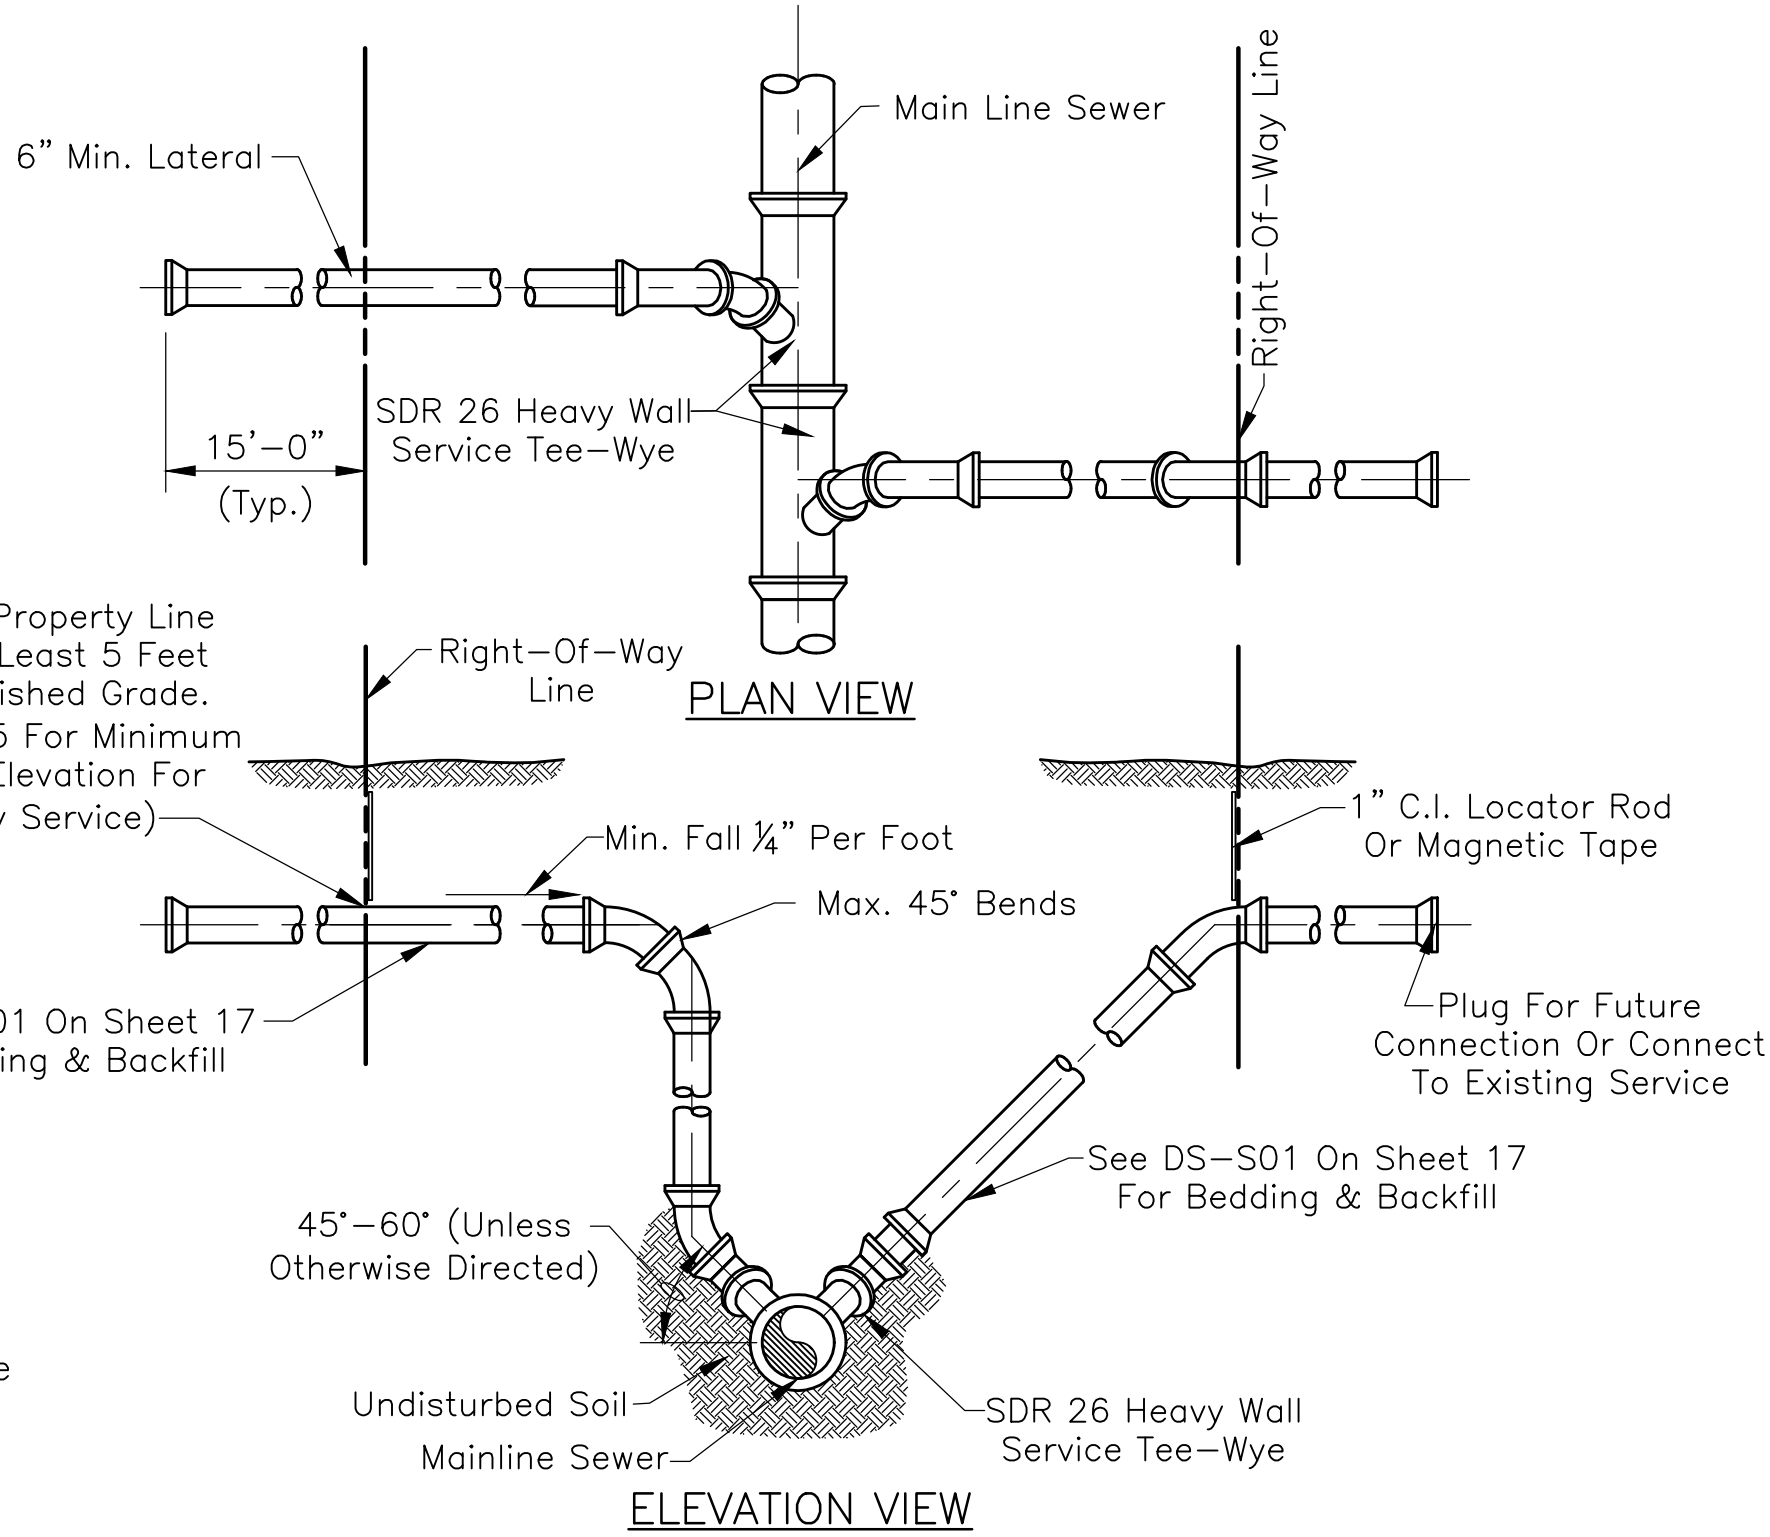 Main Line Sewer
6” Min. Lateral
Right-Of-Way Line
SDR 26 Heavy Wall
Service Tee-Wye
15’-0”
(Typ.)
Property Line
Least 5 Feet
Grade.
For Minimum
Elevation For
Service)
Right-Of-Way
Line
PLAN VIEW
Min. Fall ¼” Per Foot
Max. 45° Bends
1” C.I. Locator Rod
Or Magnetic Tape
On Sheet 17
& Backfill
Plug For Future
Connection Or Connect
To Existing Service
See DS-S01 On Sheet 17
For Bedding & Backfill
45°-60° (Unless
Otherwise Directed)
Undisturbed Soil
Mainline Sewer
SDR 26 Heavy Wall
Service Tee-Wye
ELEVATION VIEW